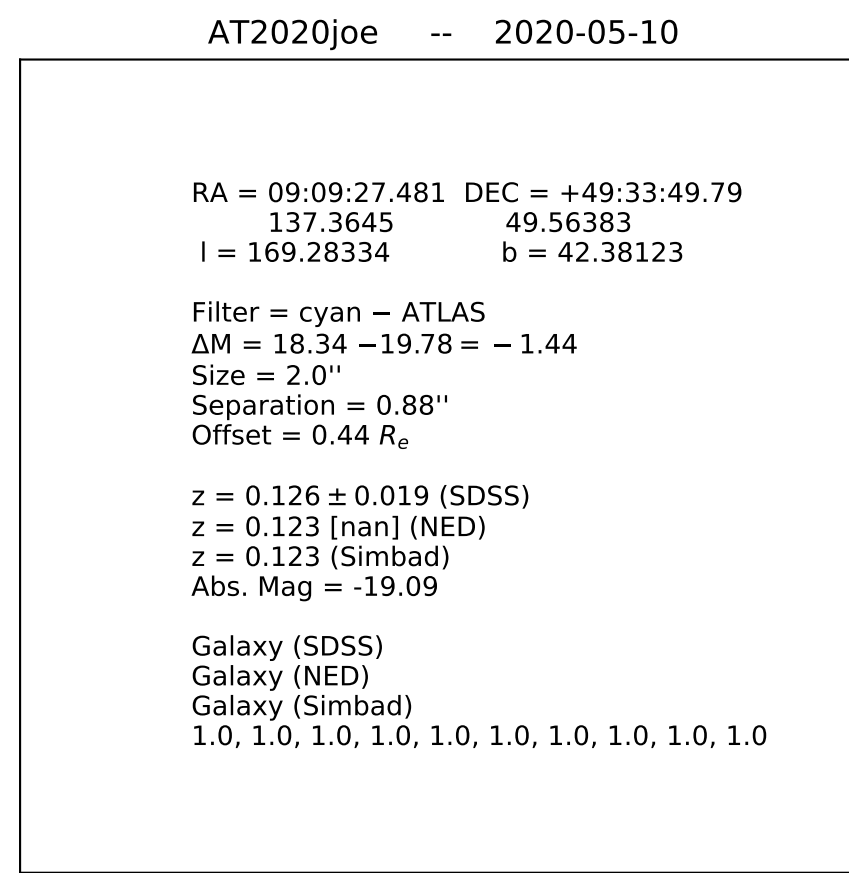 AT2020joe -- 2020-05-10
RA = 09:09:27.481 DEC = +49:33:49.79
137.3645 49.56383
l = 169.28334 b = 42.38123
Filter = cyan − ATLAS
ΔM = 18.34 −19.78 = − 1.44
Size = 2.0''
Separation = 0.88''
Offset = 0.44 Rₑ
z = 0.126 ± 0.019 (SDSS)
z = 0.123 [nan] (NED)
z = 0.123 (Simbad)
Abs. Mag = -19.09
Galaxy (SDSS)
Galaxy (NED)
Galaxy (Simbad)
1.0, 1.0, 1.0, 1.0, 1.0, 1.0, 1.0, 1.0, 1.0, 1.0